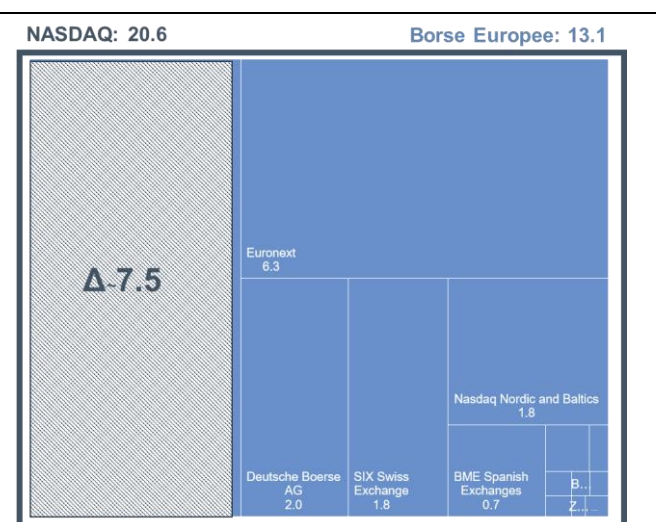 NASDAQ: 20.6
Borse Europee: 13.1
Δ~7.5
Euronext
6.3
Nasdaq Nordic and Baltics
1.8
Deutsche Boerse
AG
2.0
SIX Swiss
Exchange
1.8
BME Spanish
Exchanges
0.7
B...
Z...
...